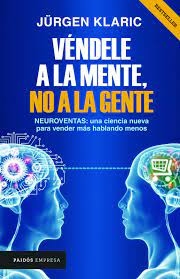 JÜRGEN KLARIC
BESTSELLER
VÉNDELE
A LA MENTE,
NO A LA GENTE
NEUROVENTAS: una ciencia nueva
para vender más hablando menos
PAIDÓS EMPRESA